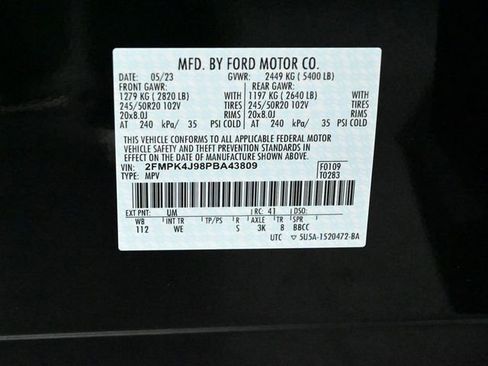 MFD. BY FORD MOTOR CO.
DATE: 05/23 GVWR: 2449 KG ( 5400 LB)
FRONT GAWR: REAR GAWR:
1279 KG ( 2820 LB) WITH 1197 KG ( 2640 LB) WITH
245/50R20 102V TIRES 245/50R20 102V TIRES
20x8.0J RIMS 20x8.0J RIMS
AT 240 kPa/ 35 PSI COLD AT 240 kPa/ 35 PSI COLD
THIS VEHICLE CONFORMS TO ALL APPLICABLE FEDERAL MOTOR
VEHICLE SAFETY AND THEFT PREVENTION STANDARDS IN EFFECT ON THE
DATE OF MANUFACTURE SHOWN ABOVE.
VIN: 2FMPK4J98PBA43809 F0109
TYPE: MPV T0283
EXT PNT: UM RC: 41
WB INT TR TP/PS R AXLE TR SPR
112 WE S 3K B BBCC
UTC ▽ 5U5A-1520472-BA